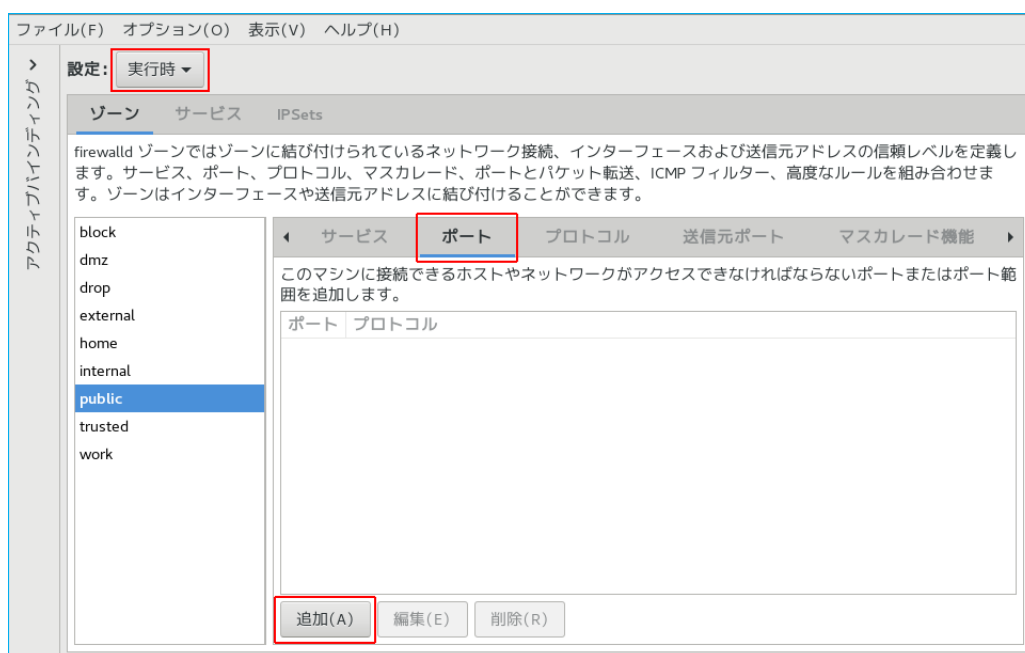 ファイル(F) オプション(O) 表示(V) ヘルプ(H)
アクティブバインディング
設定: 実行時
ゾーン サービス IPSets
firewalld ゾーンではゾーンに結び付けられているネットワーク接続、インターフェースおよび送信元アドレスの信頼レベルを定義し
ます。サービス、ポート、プロトコル、マスカレード、ポートとパケット転送、ICMP フィルター、高度なルールを組み合わせま
す。ゾーンはインターフェースや送信元アドレスに結び付けることができます。
block
dmz
drop
external
home
internal
public
trusted
work
サービス ポート プロトコル 送信元ポート マスカレード機能
このマシンに接続できるホストやネットワークがアクセスできなければならないポートまたはポート範
囲を追加します。
ポート プロトコル
追加(A) 編集(E) 削除(R)